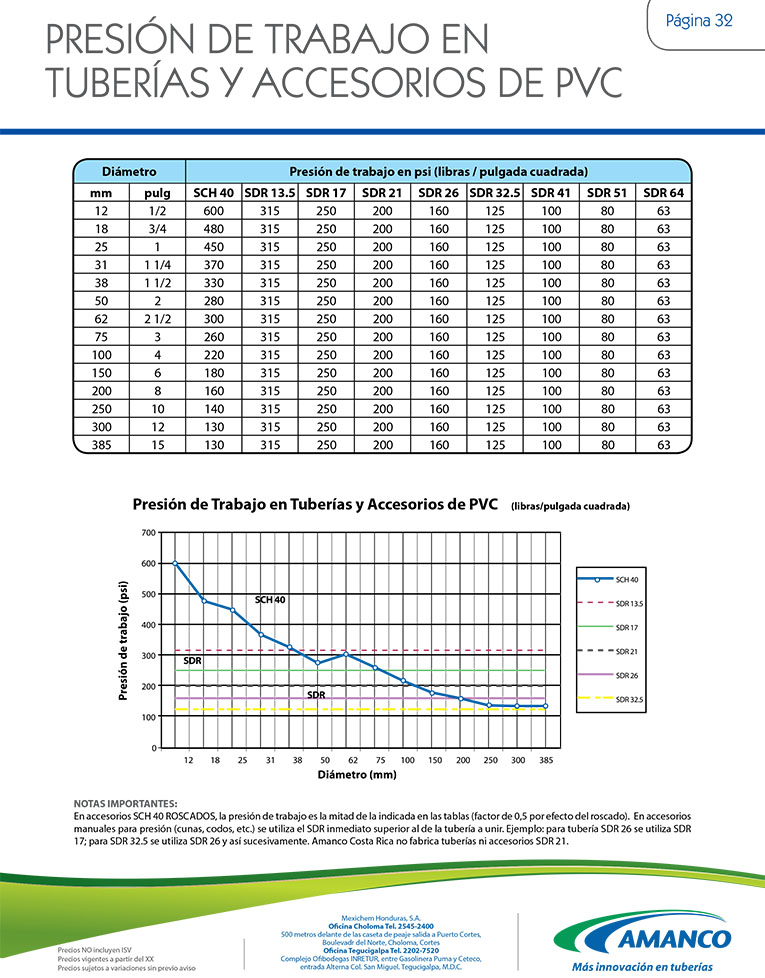 Página 32
PRESIÓN DE TRABAJO EN
TUBERÍAS Y ACCESORIOS DE PVC
Diámetro Presión de trabajo en psi (libras / pulgada cuadrada)
mm pulg SCH 40 SDR 13.5 SDR 17 SDR 21 SDR 26 SDR 32.5 SDR 41 SDR 51 SDR 64
12 1/2 600 315 250 200 160 125 100 80 63
18 3/4 480 315 250 200 160 125 100 80 63
25 1 450 315 250 200 160 125 100 80 63
31 1 1/4 370 315 250 200 160 125 100 80 63
38 1 1/2 330 315 250 200 160 125 100 80 63
50 2 280 315 250 200 160 125 100 80 63
62 2 1/2 300 315 250 200 160 125 100 80 63
75 3 260 315 250 200 160 125 100 80 63
100 4 220 315 250 200 160 125 100 80 63
150 6 180 315 250 200 160 125 100 80 63
200 8 160 315 250 200 160 125 100 80 63
250 10 140 315 250 200 160 125 100 80 63
300 12 130 315 250 200 160 125 100 80 63
385 15 130 315 250 200 160 125 100 80 63
Presión de Trabajo en Tuberías y Accesorios de PVC (libras/pulgada cuadrada)
Presión de trabajo (psi)
700
600
500
400
300
200
100
0
SCH 40
SDR
SDR
12 18 25 31 38 50 62 75 100 150 200 250 300 385
Diámetro (mm)
SCH 40
SDR 13.5
SDR 17
SDR 21
SDR 26
SDR 32.5
NOTAS IMPORTANTES:
En accesorios SCH 40 ROSCADOS, la presión de trabajo es la mitad de la indicada en las tablas (factor de 0,5 por efecto del roscado). En accesorios
manuales para presión (cunas, codos, etc.) se utiliza el SDR inmediato superior al de la tubería a unir. Ejemplo: para tubería SDR 26 se utiliza SDR
17; para SDR 32.5 se utiliza SDR 26 y así sucesivamente. Amanco Costa Rica no fabrica tuberías ni accesorios SDR 21.
Precios NO incluyen ISV
Precios vigentes a partir del XX
Precios sujetos a variaciones sin previo aviso
Mexichem Honduras, S.A.
Oficina Choloma Tel. 2545-2400
500 metros delante de las caseta de peaje salida a Puerto Cortes,
Boulevadr del Norte, Choloma, Cortes
Oficina Tegucigalpa Tel. 2202-7520
Complejo Ofibodegas INRETUR, entre Gasolinera Puma y Ceteco,
entrada Alterna Col. San Miguel. Tegucigalpa, M.D.C.
AMANCO
Más innovación en tuberías